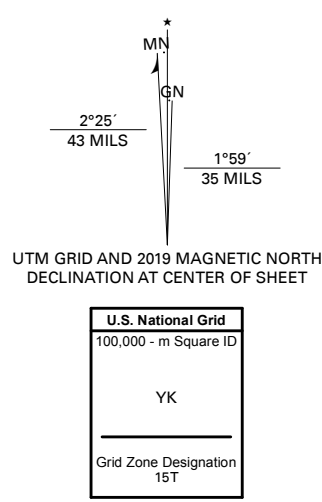 MN
GN
2°25´
43 MILS
1°59´
35 MILS
UTM GRID AND 2019 MAGNETIC NORTH
DECLINATION AT CENTER OF SHEET
U.S. National Grid
100,000 - m Square ID
YK
Grid Zone Designation
15T